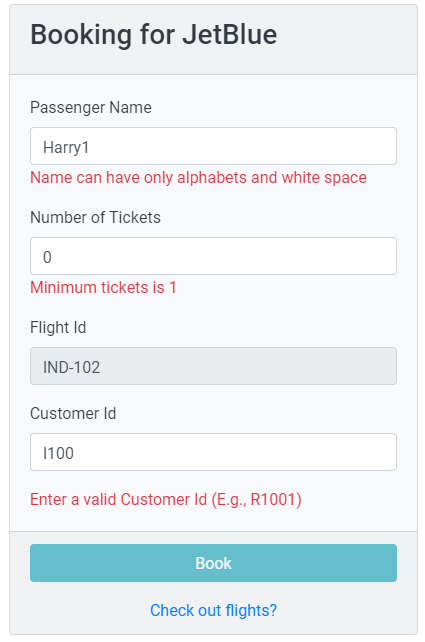 Booking for JetBlue
Passenger Name
Harry1
Name can have only alphabets and white space
Number of Tickets
0
Minimum tickets is 1
Flight Id
IND-102
Customer Id
I100
Enter a valid Customer Id (E.g., R1001)
Book
Check out flights?